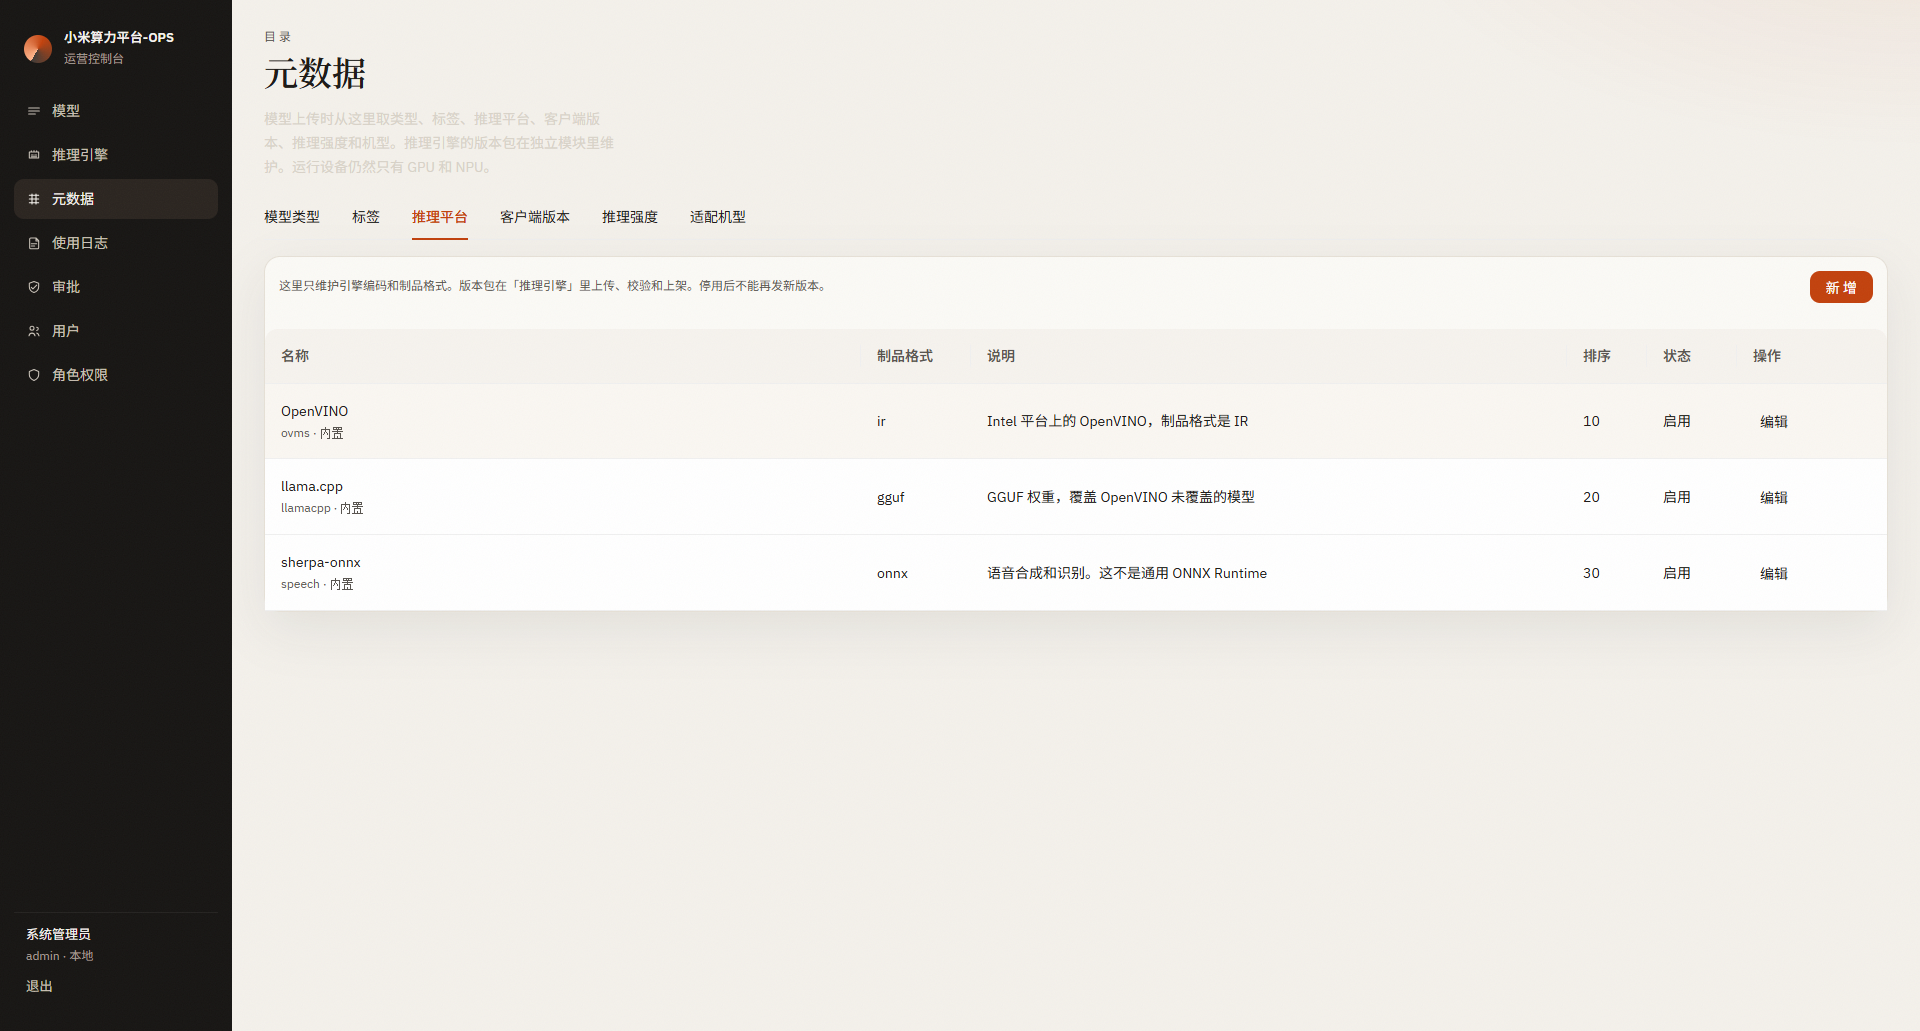 小米算力平台-OPS
运营控制台
模型
推理引擎
元数据
使用日志
审批
用户
角色权限
系统管理员
admin · 本地
退出
目录
元数据
模型上传时从这里取类型、标签、推理平台、客户端版
本、推理强度和机型。推理引擎的版本包在独立模块里维
护。运行设备仍然只有 GPU 和 NPU。
模型类型 标签 推理平台 客户端版本 推理强度 适配机型
这里只维护引擎编码和制品格式。版本包在「推理引擎」里上传、校验和上架。停用后不能再发新版本。
新增
名称 制品格式 说明 排序 状态 操作
OpenVINO
ovms · 内置
ir Intel 平台上的 OpenVINO，制品格式是 IR 10 启用 编辑
llama.cpp
llamacpp · 内置
gguf GGUF 权重，覆盖 OpenVINO 未覆盖的模型 20 启用 编辑
sherpa-onnx
speech · 内置
onnx 语音合成和识别。这不是通用 ONNX Runtime 30 启用 编辑